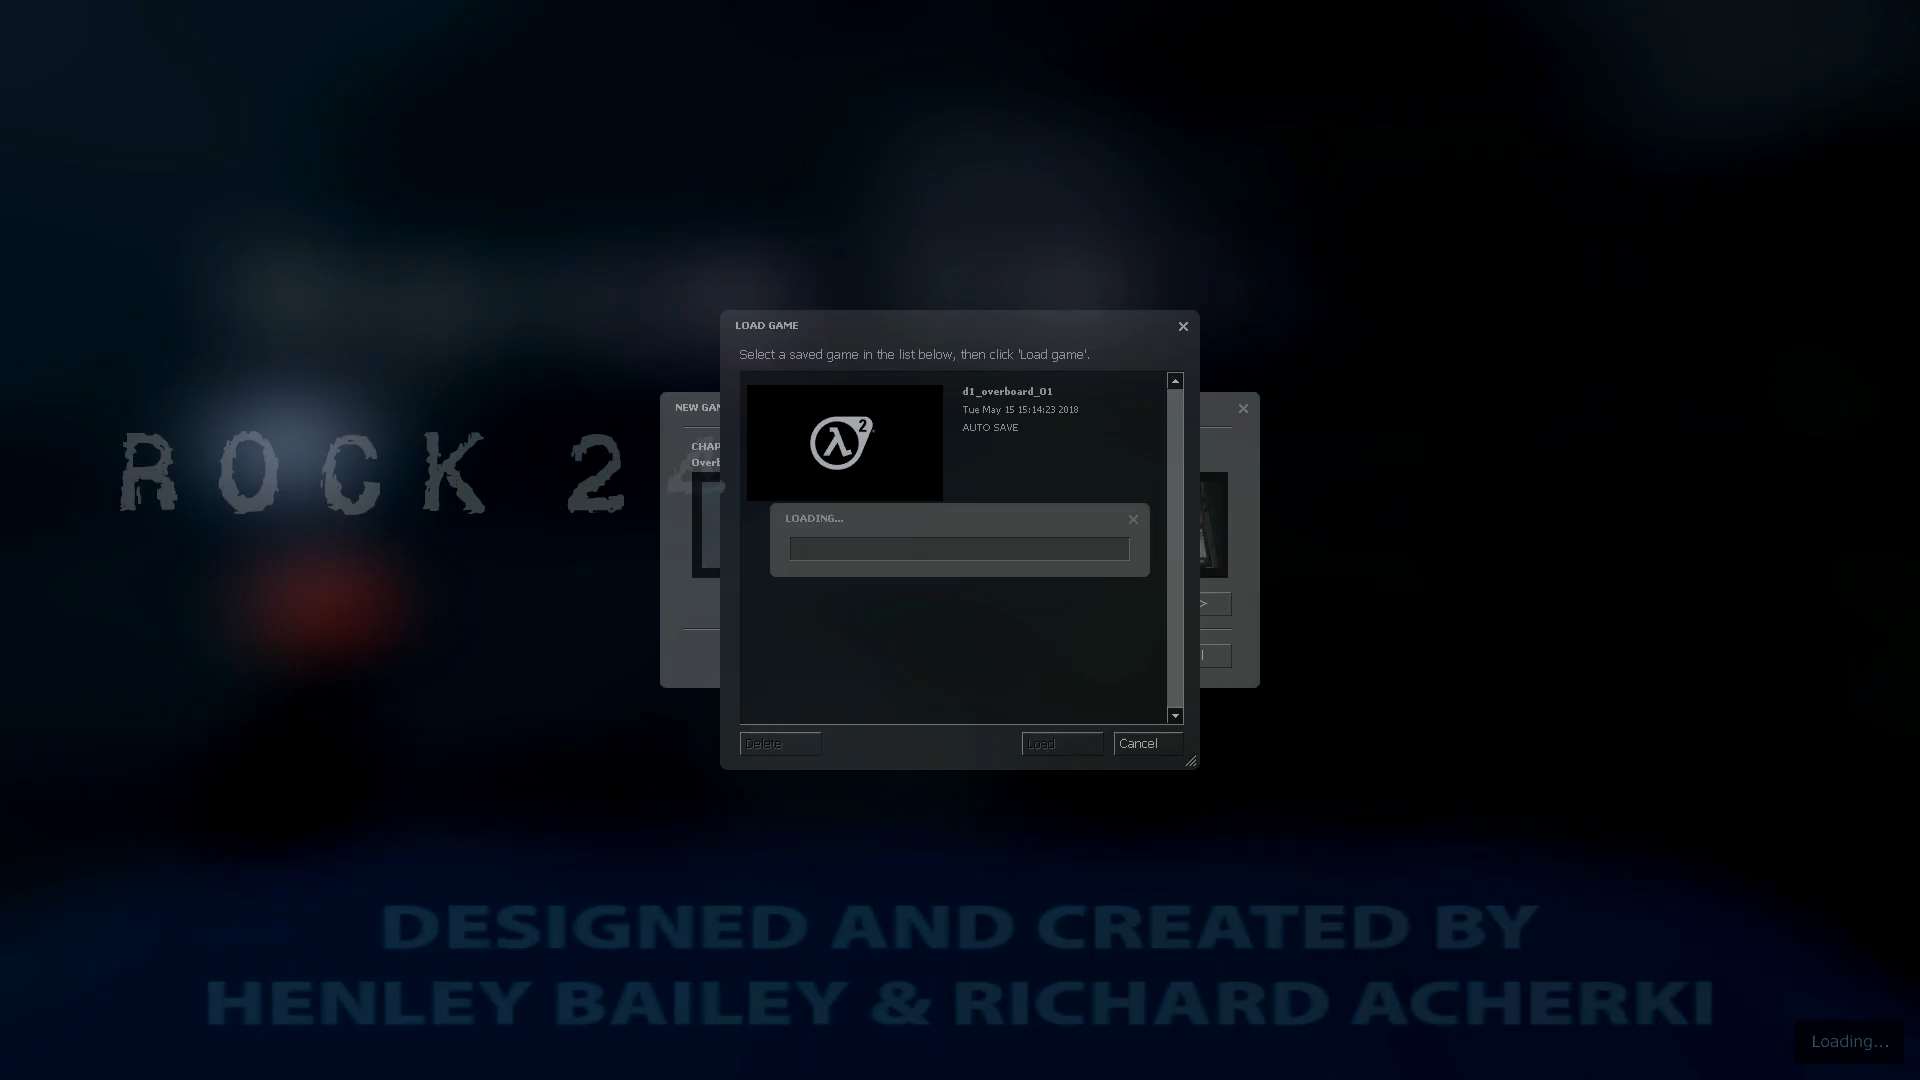 LOAD GAME
Select a saved game in the list below, then click 'Load game'.
d1_overboard_01
Tue May 15 15:14:23 2018
AUTO SAVE
NEW GAM
CHAP
Overb
ROCK 24
LOADING...
>
Delete
Load
Cancel
DESIGNED AND CREATED BY
HENLEY BAILEY & RICHARD ACHERKI
Loading...